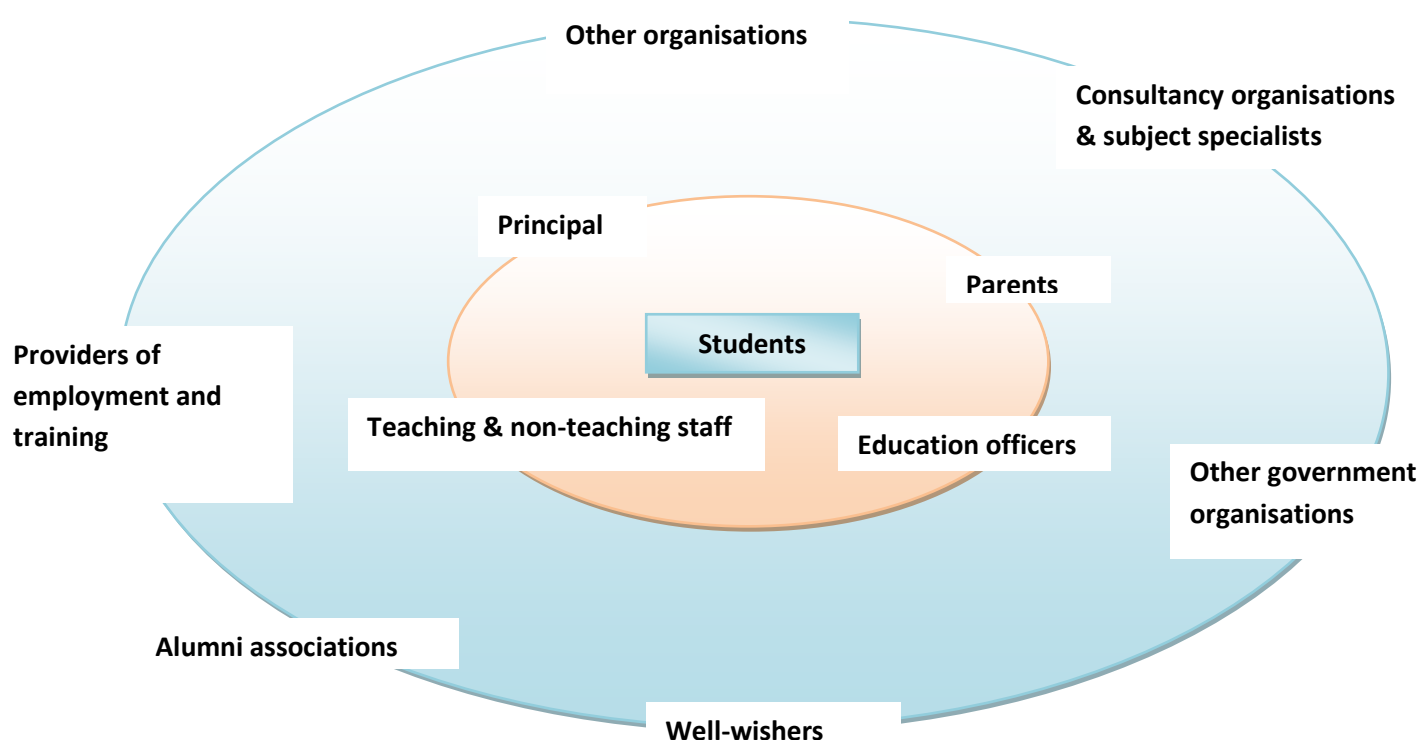 Other organisations
Consultancy organisations
& subject specialists
Principal
Parents
Students
Providers of
employment and
training
Teaching & non-teaching staff
Education officers
Other government
organisations
Alumni associations
Well-wishers